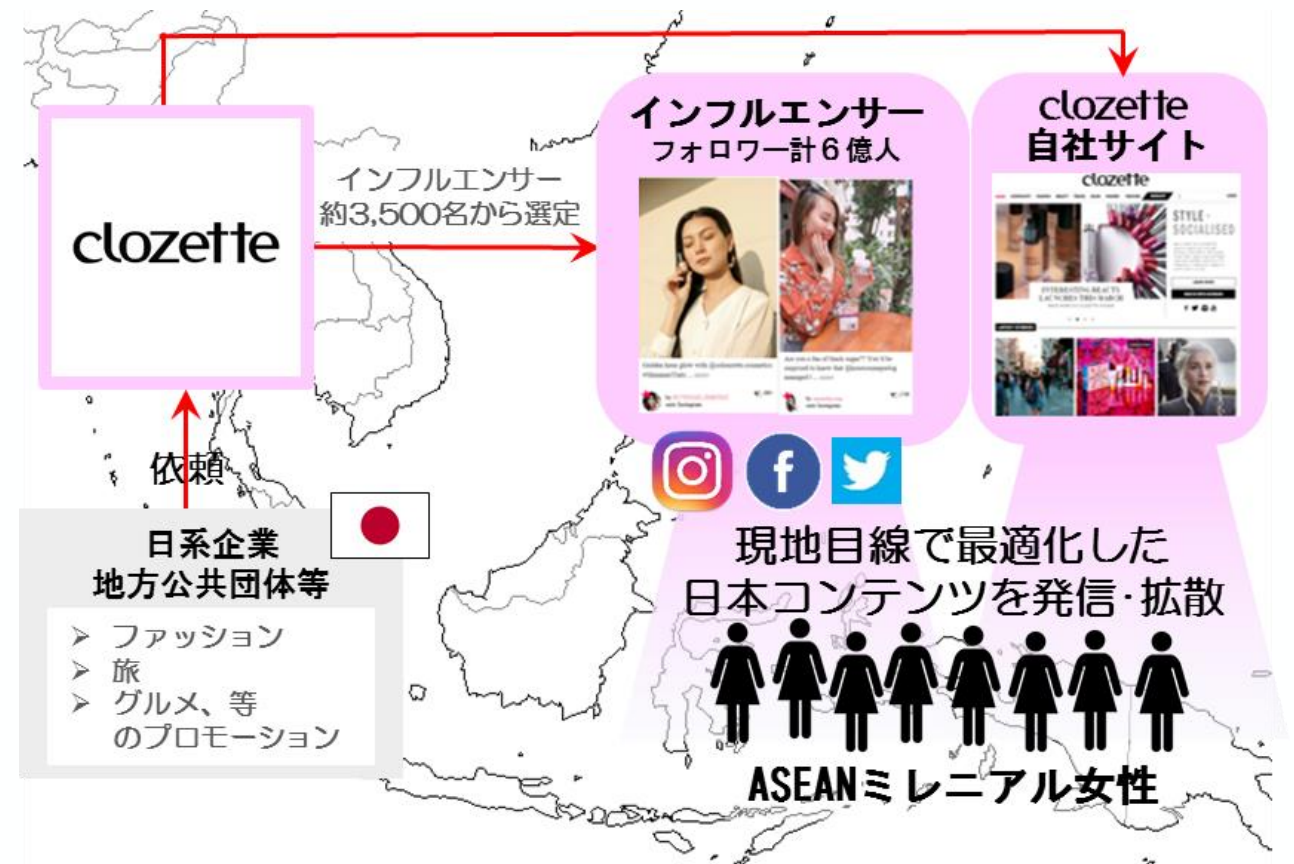 clozette
インフルエンサー
約3,500名から選定
インフルエンサー
フォロワー計６億人
clozette
自社サイト
clozette
STYLE-
SOCIALISED
INTERESTING BEAUTY
LAUNCHES THIS MARCH
依頼
日系企業
地方公共団体等
➢ ファッション
➢ 旅
➢ グルメ、等
のプロモーション
現地目線で最適化した
日本コンテンツを発信・拡散
ASEANミレニアル女性